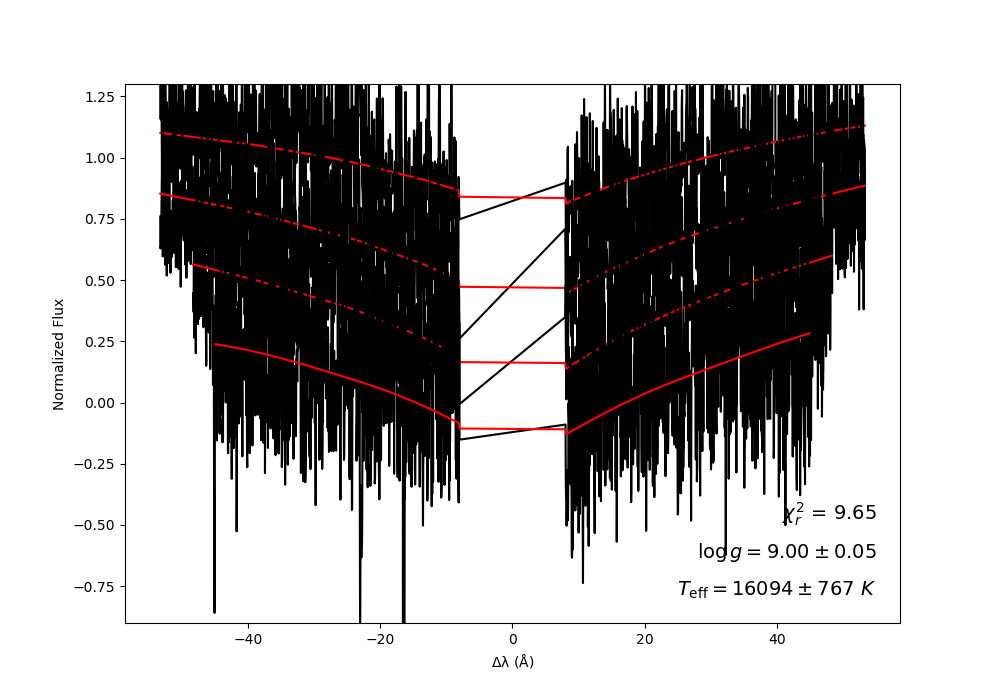 1.25
1.00
0.75
0.50
0.25
0.00
−0.25
−0.50
−0.75
Normalized Flux
χ²ᵣ = 9.65
log g = 9.00 ± 0.05
T_eff = 16094 ± 767 K
−40 −20 0 20 40
Δλ (Å)